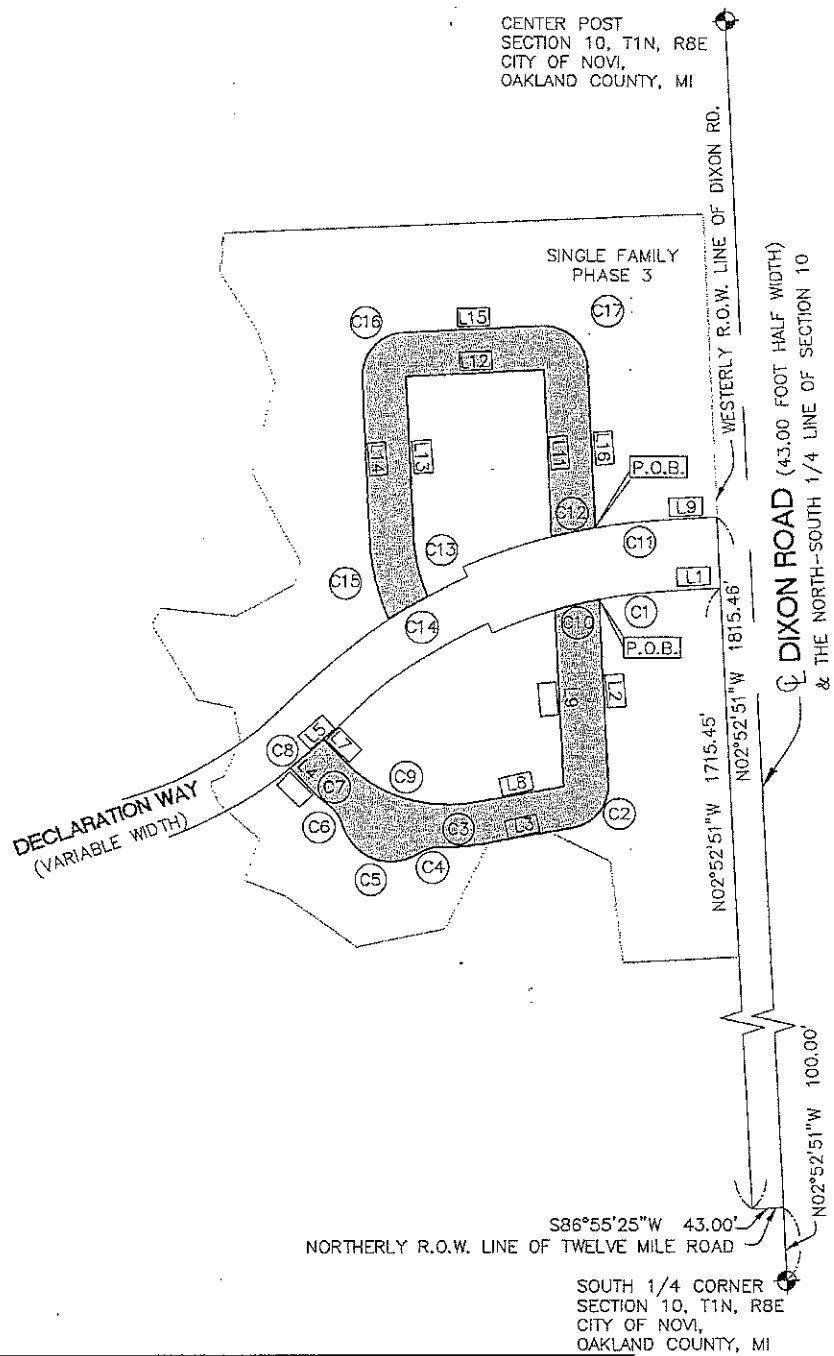 CENTER POST
SECTION 10, T1N, R8E
CITY OF NOVI,
OAKLAND COUNTY, MI
WESTERLY R.O.W. LINE OF DIXON RD.
SINGLE FAMILY
PHASE 3
C17
C16
L15
L12
L14
L13
L11
L16
P.O.B.
C12
L9
C11
C13
C15
C14
L1
C1
C10
P.O.B.
L2
L9
℄ DIXON ROAD (43.00 FOOT HALF WIDTH)
& THE NORTH-SOUTH 1/4 LINE OF SECTION 10
N02°52'51"W 1815.46'
N02°52'51"W 1715.45'
L5
L7
C8
C7
C9
C6
L8
C3
L3
C2
C4
C5
DECLARATION WAY
(VARIABLE WIDTH)
N02°52'51"W 100.00'
S86°55'25"W 43.00'
NORTHERLY R.O.W. LINE OF TWELVE MILE ROAD
SOUTH 1/4 CORNER
SECTION 10, T1N, R8E
CITY OF NOVI,
OAKLAND COUNTY, MI